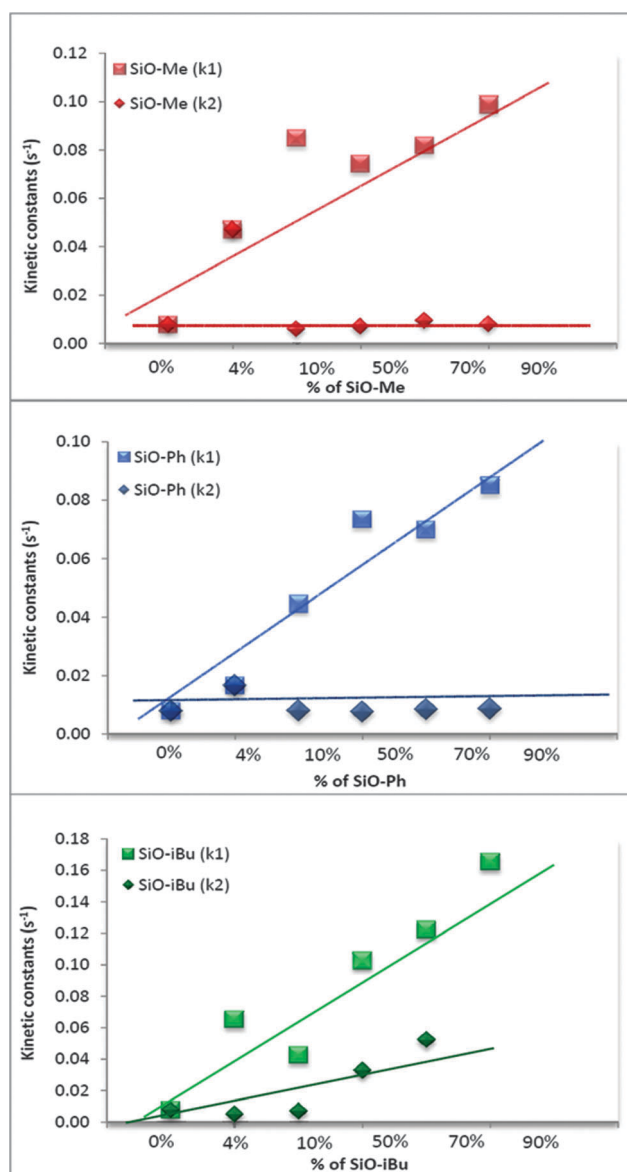 0.12
SiO-Me (k1)
0.10
SiO-Me (k2)
0.08
0.06
0.04
0.02
0.00
Kinetic constants (s⁻¹)
0% 4% 10% 50% 70% 90%
% of SiO-Me
0.10
SiO-Ph (k1)
SiO-Ph (k2)
0.08
0.06
0.04
0.02
0.00
Kinetic constants (s⁻¹)
0% 4% 10% 50% 70% 90%
% of SiO-Ph
0.18
SiO-iBu (k1)
0.16
SiO-iBu (k2)
0.14
0.12
0.10
0.08
0.06
0.04
0.02
0.00
Kinetic constants (s⁻¹)
0% 4% 10% 50% 70% 90%
% of SiO-iBu